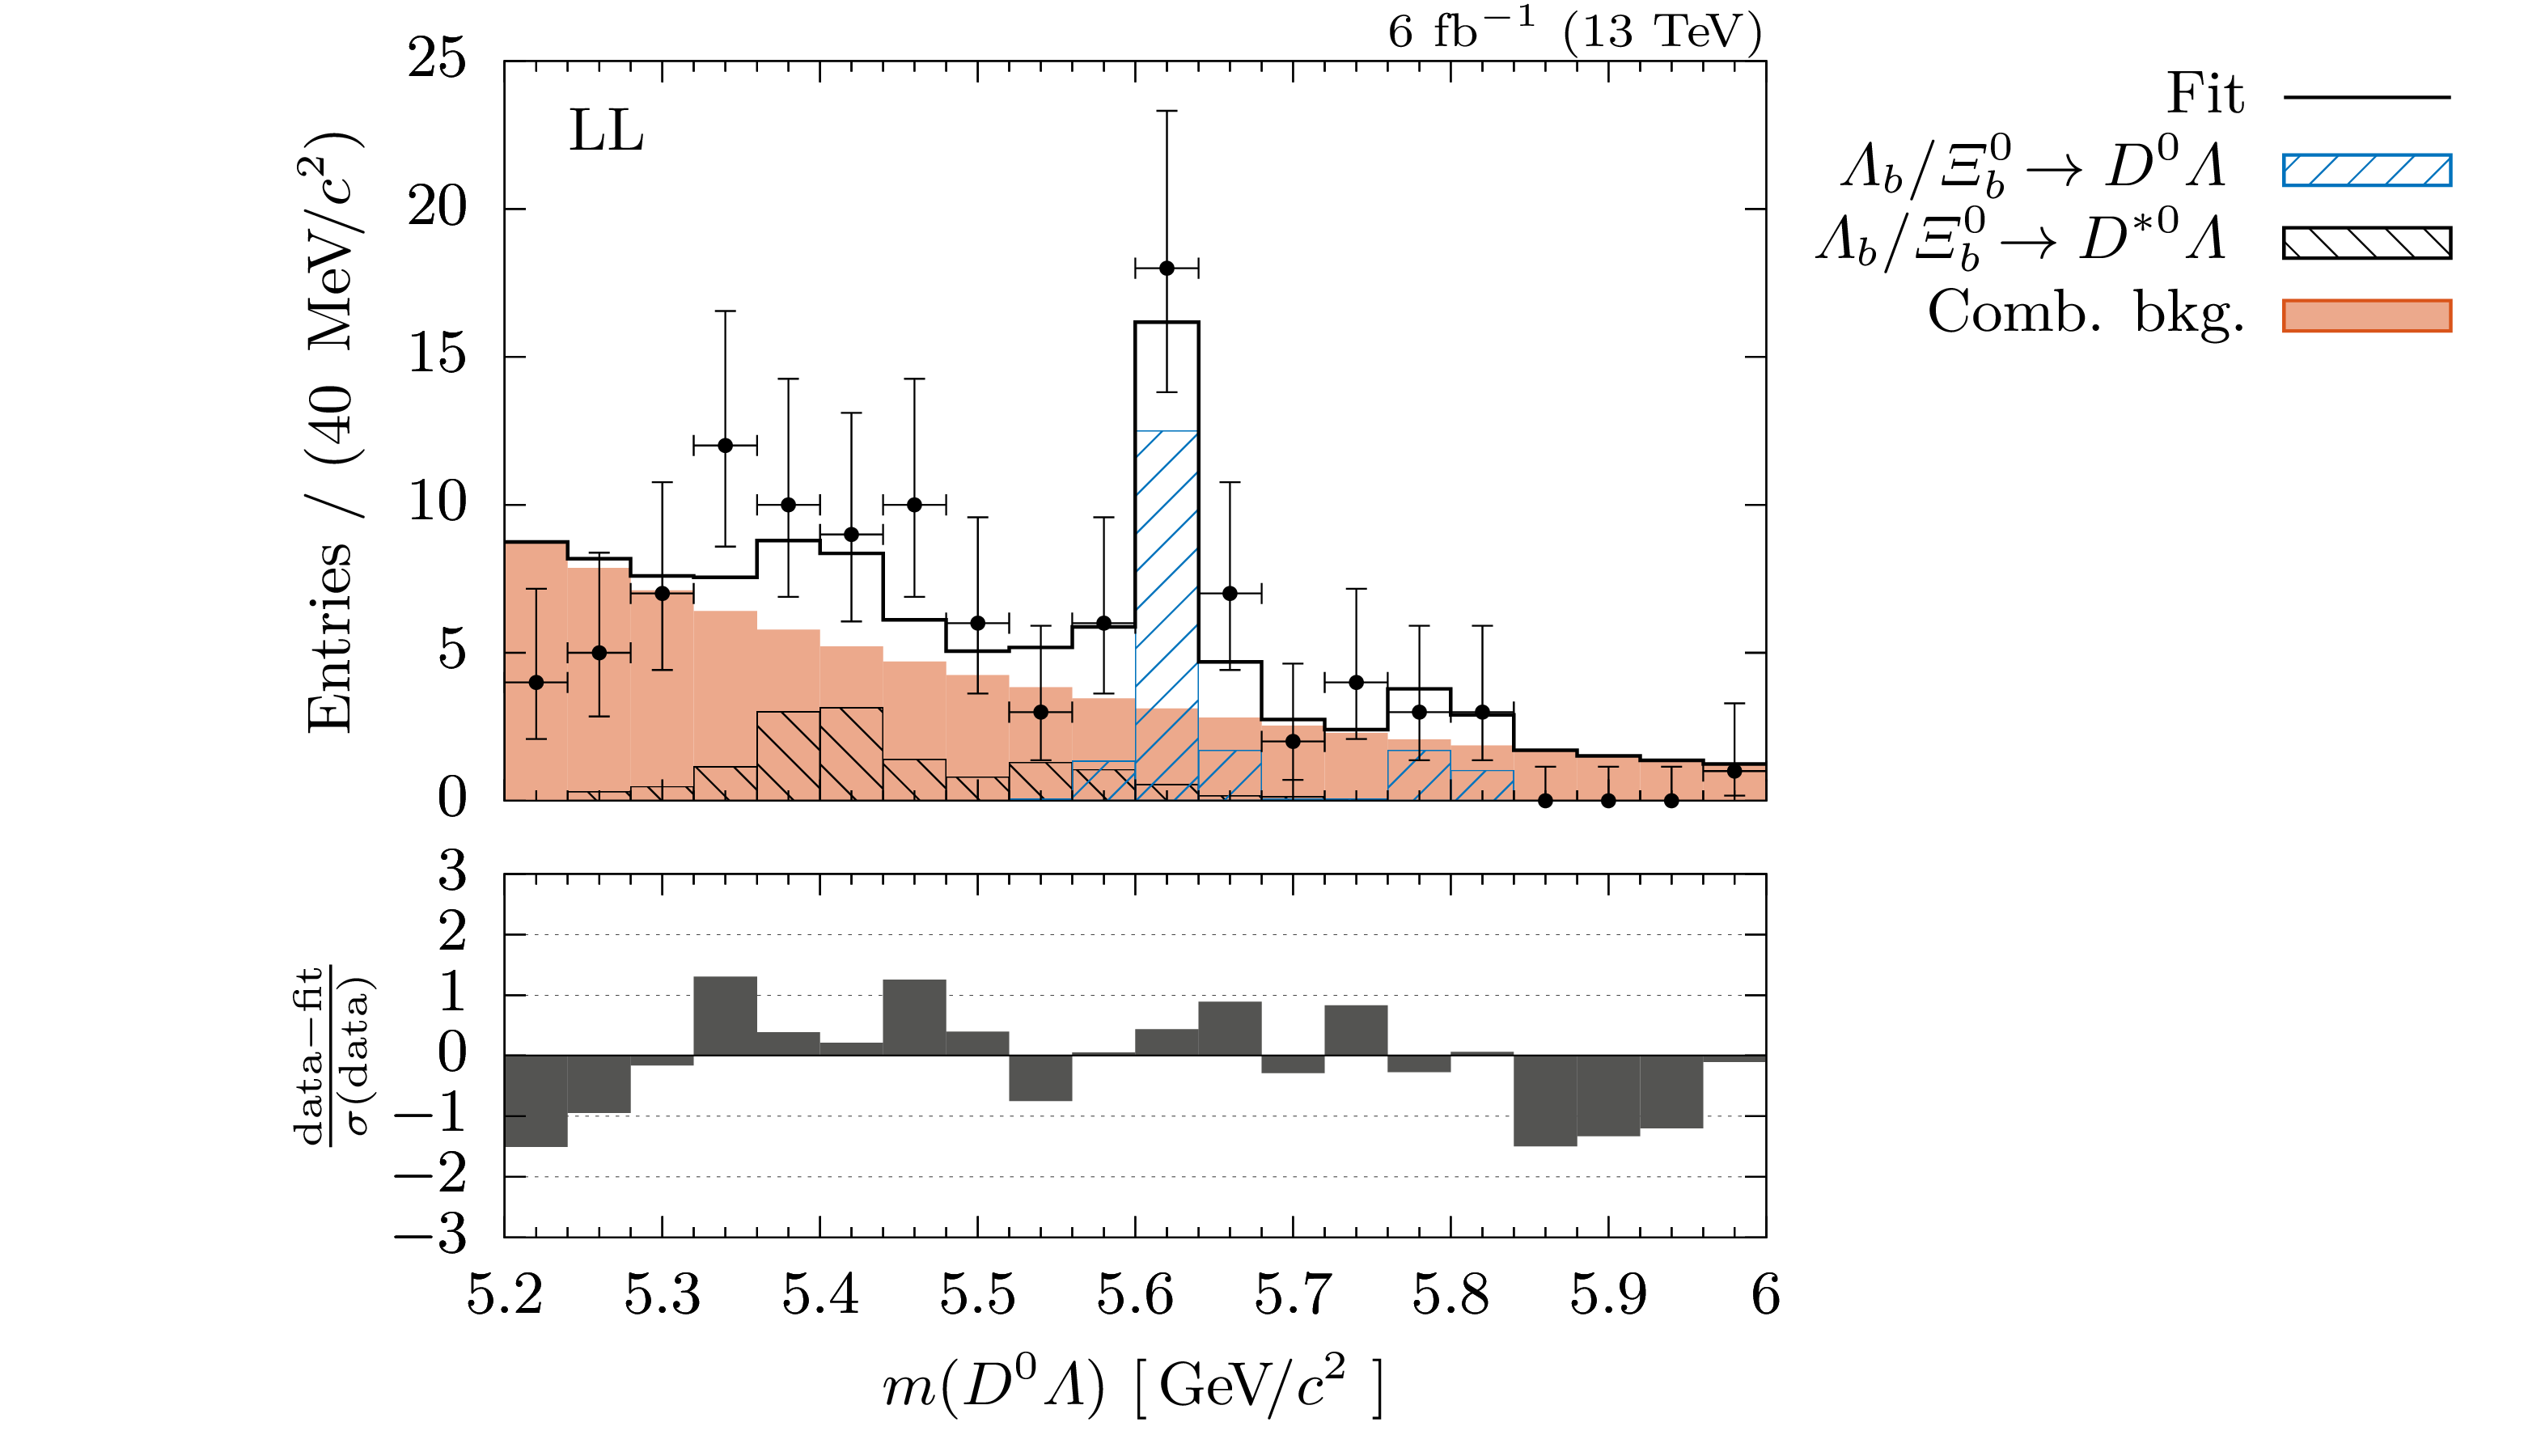 6 fb⁻¹ (13 TeV)
LL
Fit
Λb/Ξb⁰ → D⁰Λ
Λb/Ξb⁰ → D*⁰Λ
Comb. bkg.
Entries / (40 MeV/c²)
25
20
15
10
5
0
data−fit
σ(data)
3
2
1
0
−1
−2
−3
5.2 5.3 5.4 5.5 5.6 5.7 5.8 5.9 6
m(D⁰Λ) [GeV/c² ]